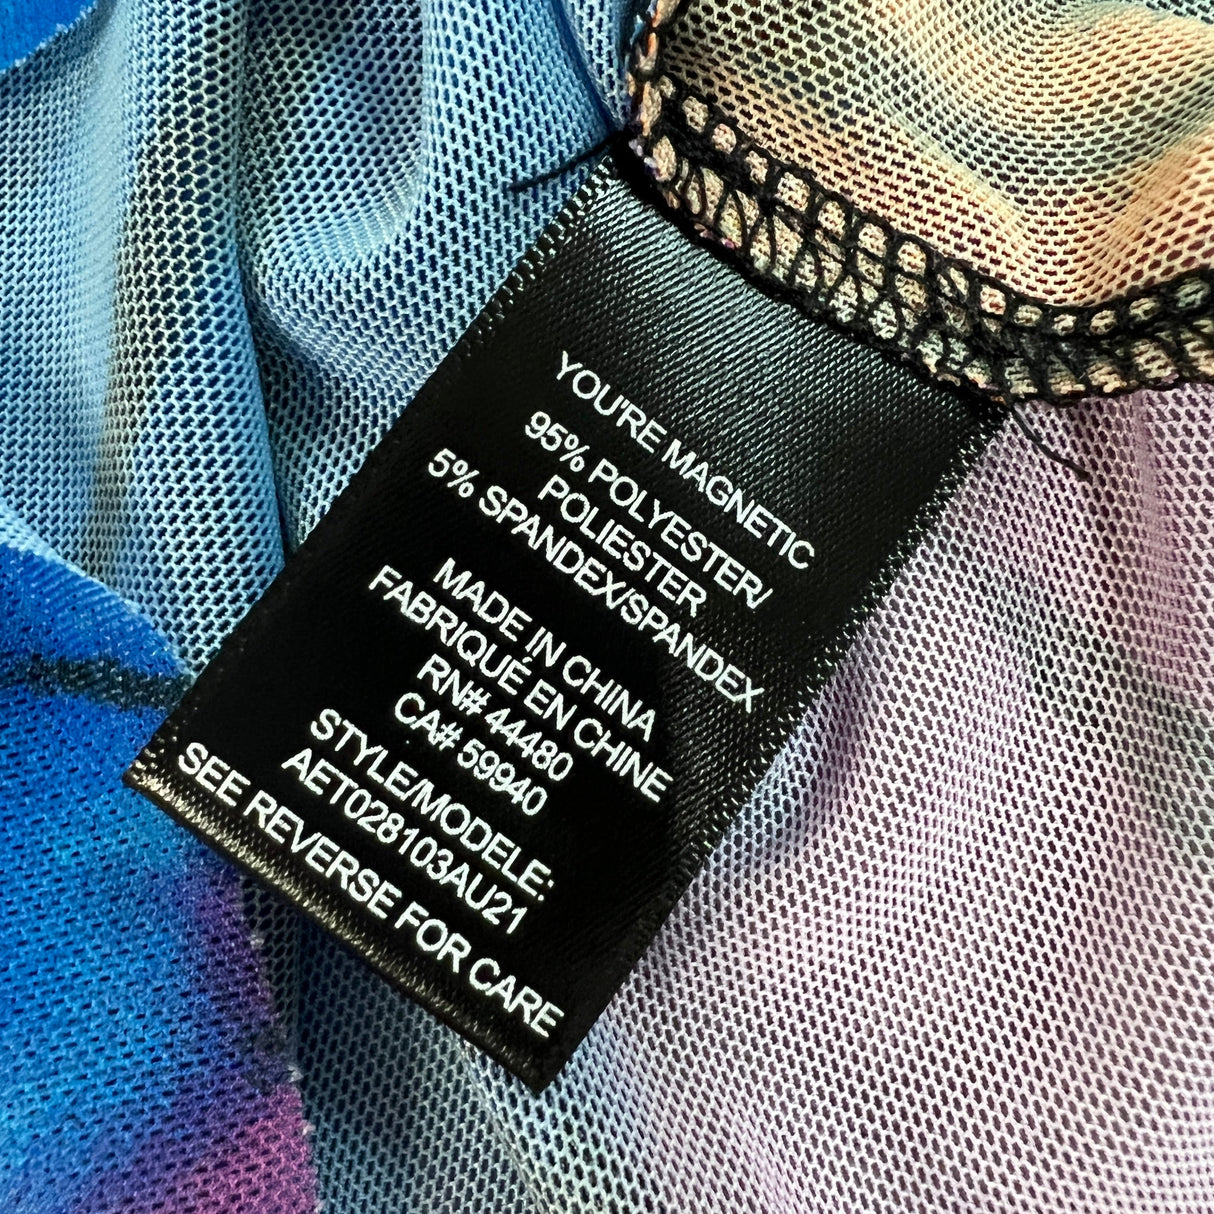 YOU'RE MAGNETIC
95% POLYESTER/
POLIESTER
5% SPANDEX/SPANDEX
MADE IN CHINA
FABRIQUÉ EN CHINE
RN# 44480
CA# 59940
STYLE/MODELE:
AET028103AU21
SEE REVERSE FOR CARE